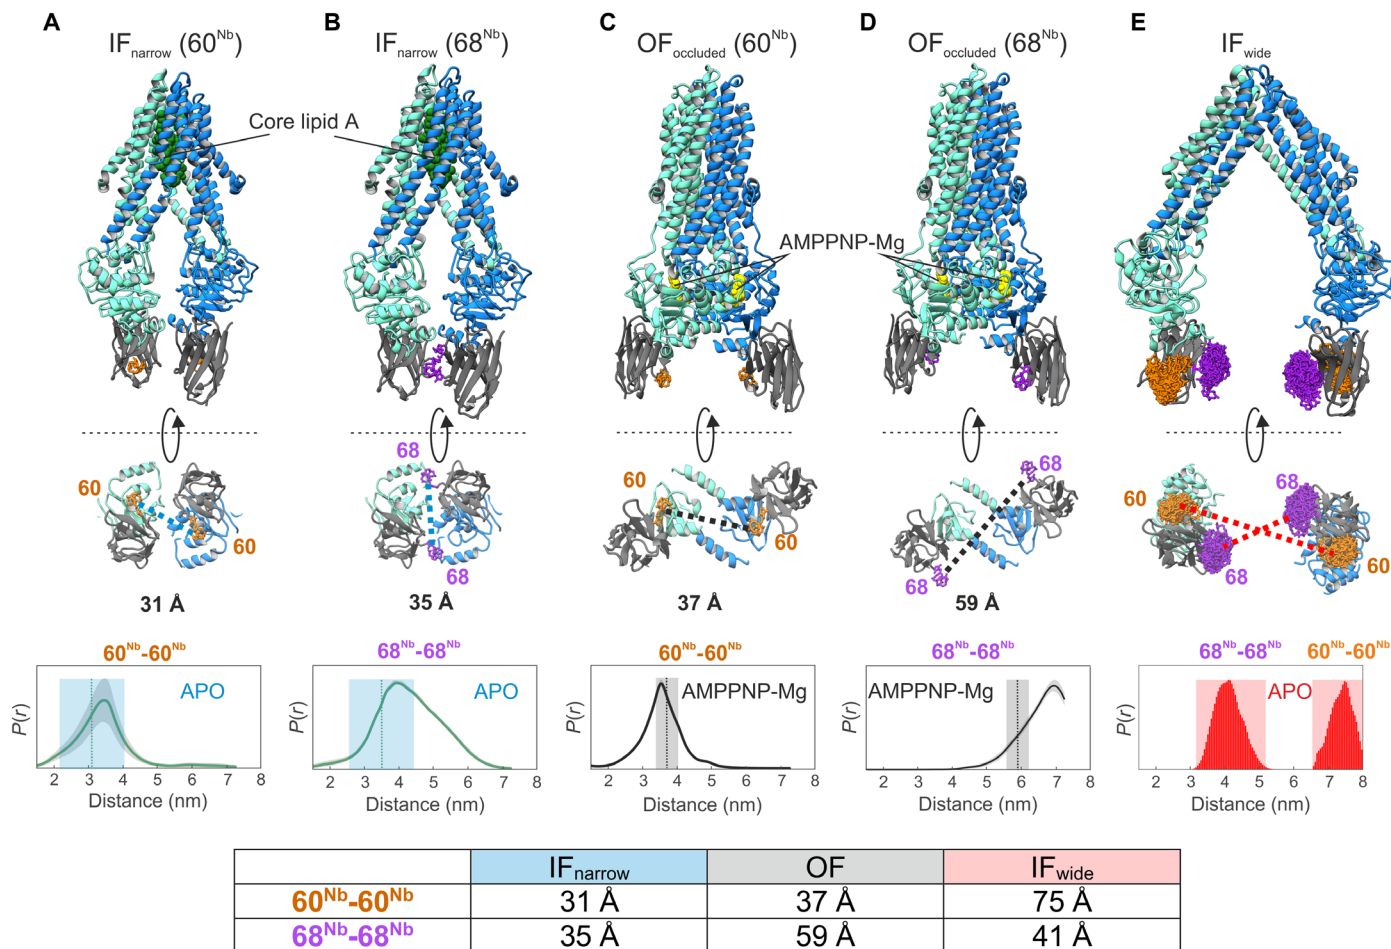 A
IFnarrow (60Nb)
B
IFnarrow (68Nb)
C
OFoccluded (60Nb)
D
OFoccluded (68Nb)
E
IFwide
Core lipid A
AMPPNP-Mg
60
60
31 Å
68
68
35 Å
60
60
37 Å
68
68
59 Å
60
68
68
60
60Nb-60Nb
APO
P(r)
2 3 4 5 6 7 8
Distance (nm)
68Nb-68Nb
APO
P(r)
2 3 4 5 6 7 8
Distance (nm)
60Nb-60Nb
AMPPNP-Mg
P(r)
2 3 4 5 6 7 8
Distance (nm)
68Nb-68Nb
AMPPNP-Mg
P(r)
2 3 4 5 6 7 8
Distance (nm)
68Nb-68Nb 60Nb-60Nb
APO
P(r)
2 3 4 5 6 7 8
Distance (nm)
IFnarrow OF IFwide
60Nb-60Nb 31 Å 37 Å 75 Å
68Nb-68Nb 35 Å 59 Å 41 Å